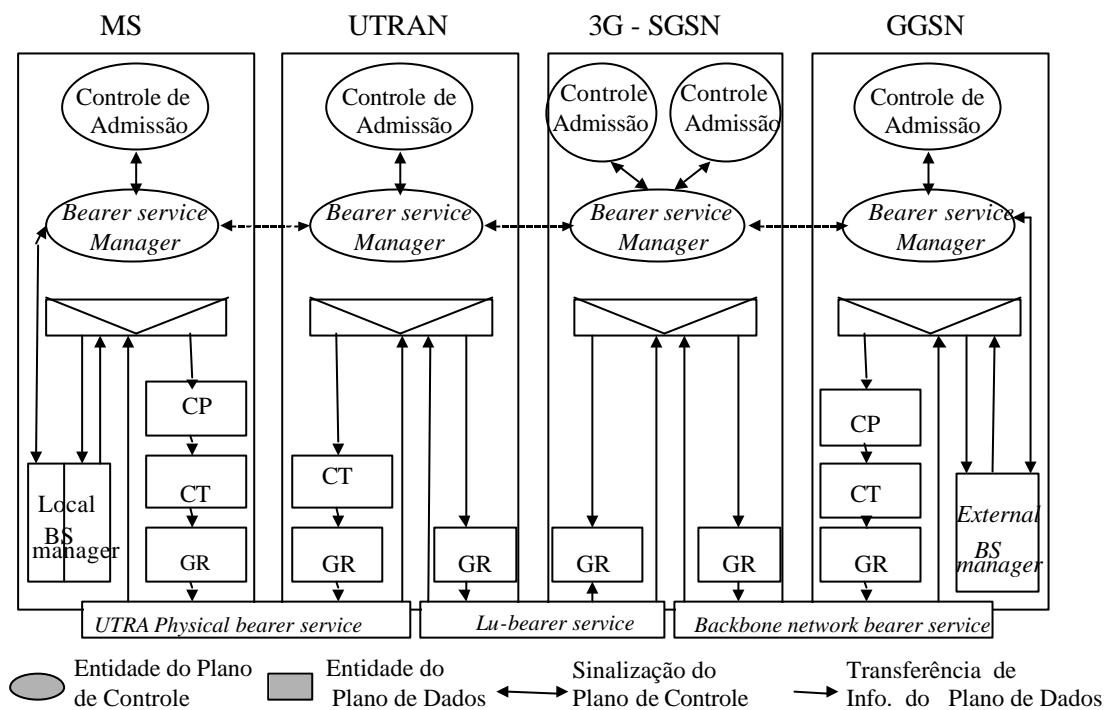 MS
UTRAN
3G - SGSN
GGSN
Controle de
Admissão
Controle de
Admissão
Controle
Admissão
Controle
Admissão
Controle de
Admissão
Bearer service
Manager
Bearer service
Manager
Bearer service
Manager
Bearer service
Manager
CP
CT
GR
Local
BS
manager
CT
GR
GR
GR
GR
CP
CT
GR
External
BS
manager
UTRA Physical bearer service
Lu-bearer service
Backbone network bearer service
Entidade do Plano
de Controle
Entidade do
Plano de Dados
Sinalização do
Plano de Controle
Transferência de
Info. do Plano de Dados